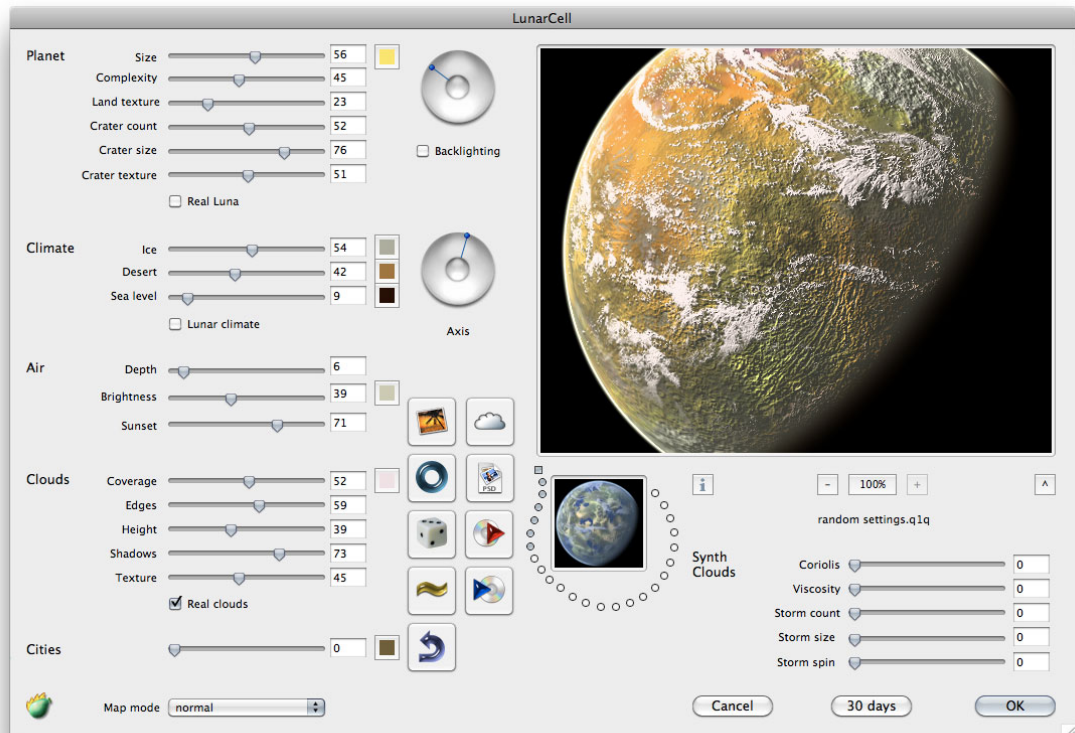 LunarCell
Planet
Size 56
Complexity 45
Land texture 23
Crater count 52
Crater size 76
Crater texture 51
Real Luna
Backlighting
Climate
Ice 54
Desert 42
Sea level 9
Lunar climate
Axis
Air
Depth 6
Brightness 39
Sunset 71
Clouds
Coverage 52
Edges 59
Height 39
Shadows 73
Texture 45
Real clouds
Cities 0
Map mode normal
PSD
i
- 100% + ^
random settings.q1q
Synth
Clouds
Coriolis 0
Viscosity 0
Storm count 0
Storm size 0
Storm spin 0
Cancel 30 days OK